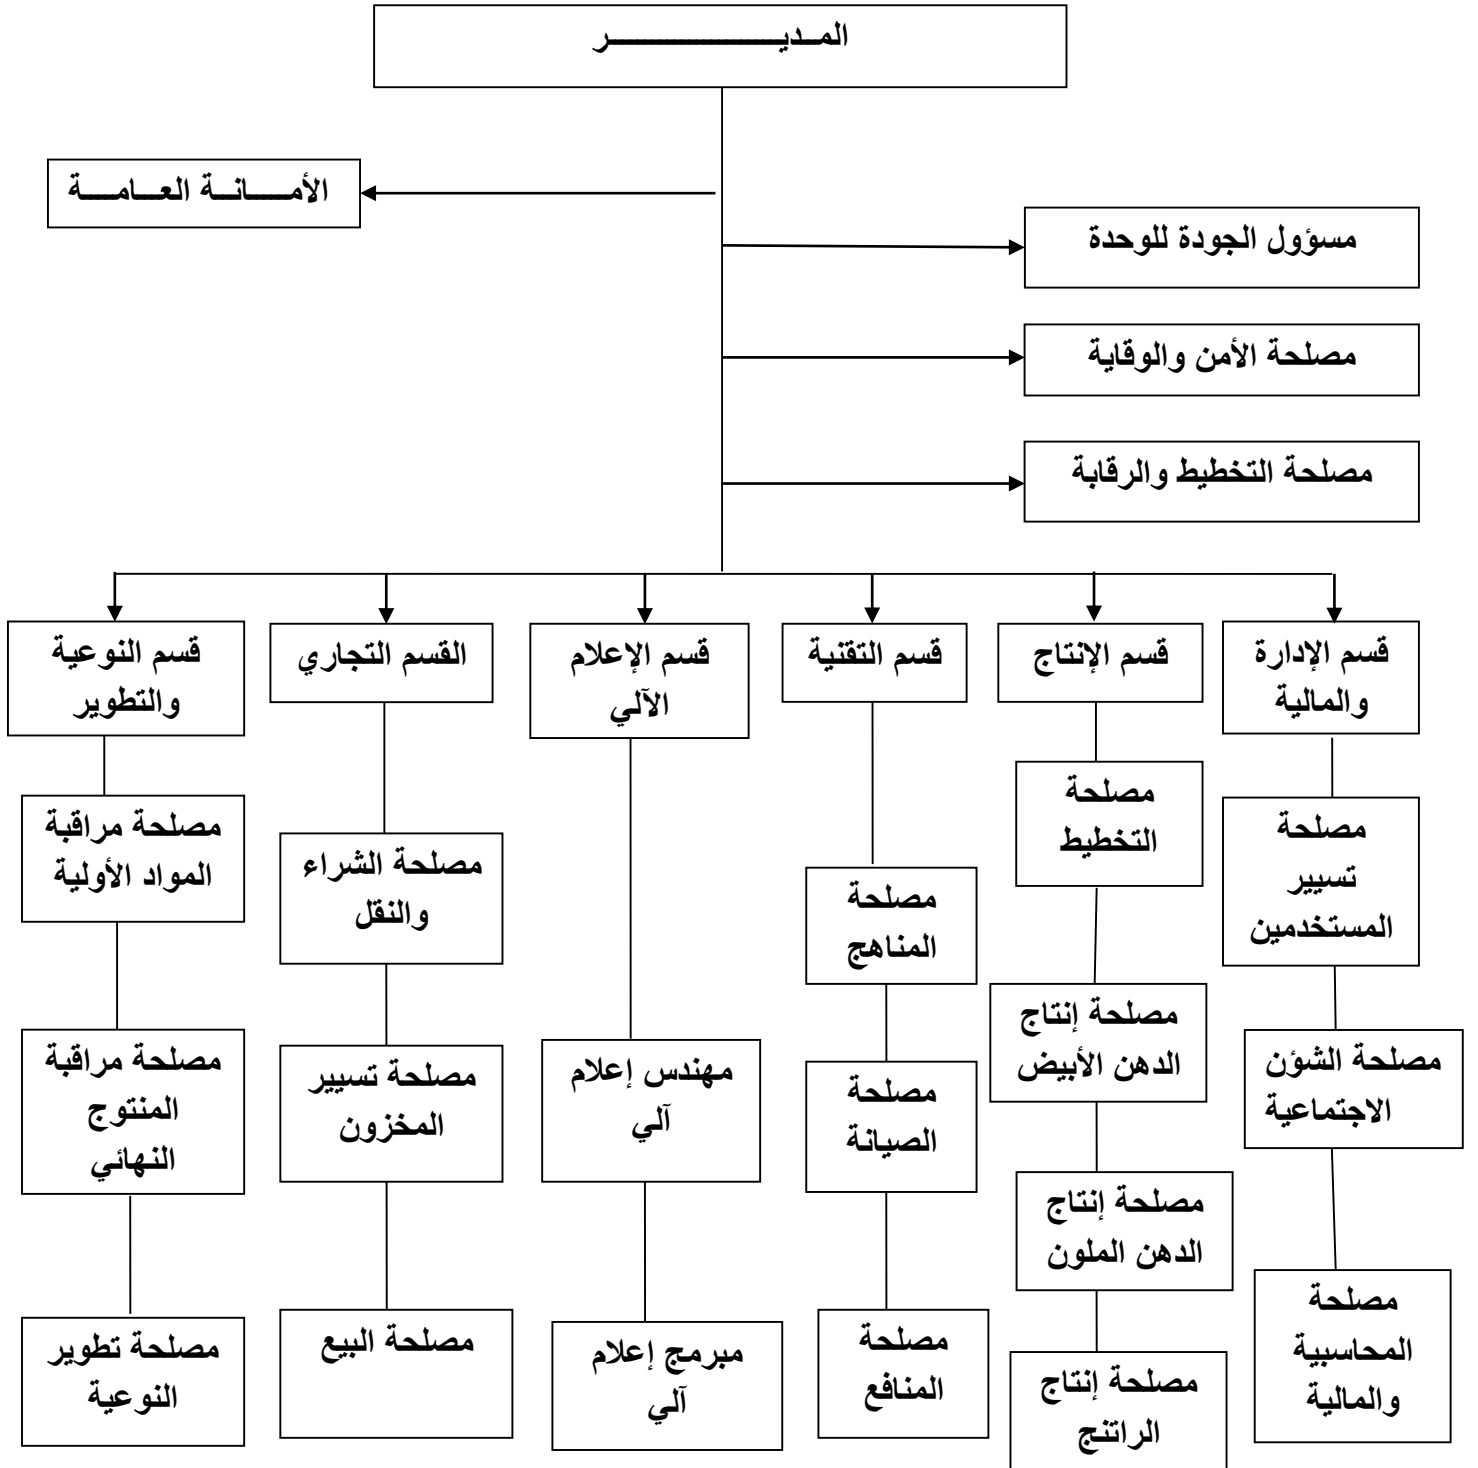 المـديـــــــــــــــر
الأمـــانــة العــامــــة
مسؤول الجودة للوحدة
مصلحة الأمن والوقاية
مصلحة التخطيط والرقابة
قسم الإدارة
والمالية
قسم الإنتاج
قسم التقنية
قسم الإعلام
الآلي
القسم التجاري
قسم النوعية
والتطوير
مصلحة
تسيير
المستخدمين
مصلحة الشؤن
الاجتماعية
مصلحة
المحاسبية
والمالية
مصلحة
التخطيط
مصلحة إنتاج
الدهن الأبيض
مصلحة إنتاج
الدهن الملون
مصلحة إنتاج
الراتنج
مصلحة
المناهج
مصلحة
الصيانة
مصلحة
المنافع
مهندس إعلام
آلي
مبرمج إعلام
آلي
مصلحة الشراء
والنقل
مصلحة تسيير
المخزون
مصلحة البيع
مصلحة مراقبة
المواد الأولية
مصلحة مراقبة
المنتوج
النهائي
مصلحة تطوير
النوعية